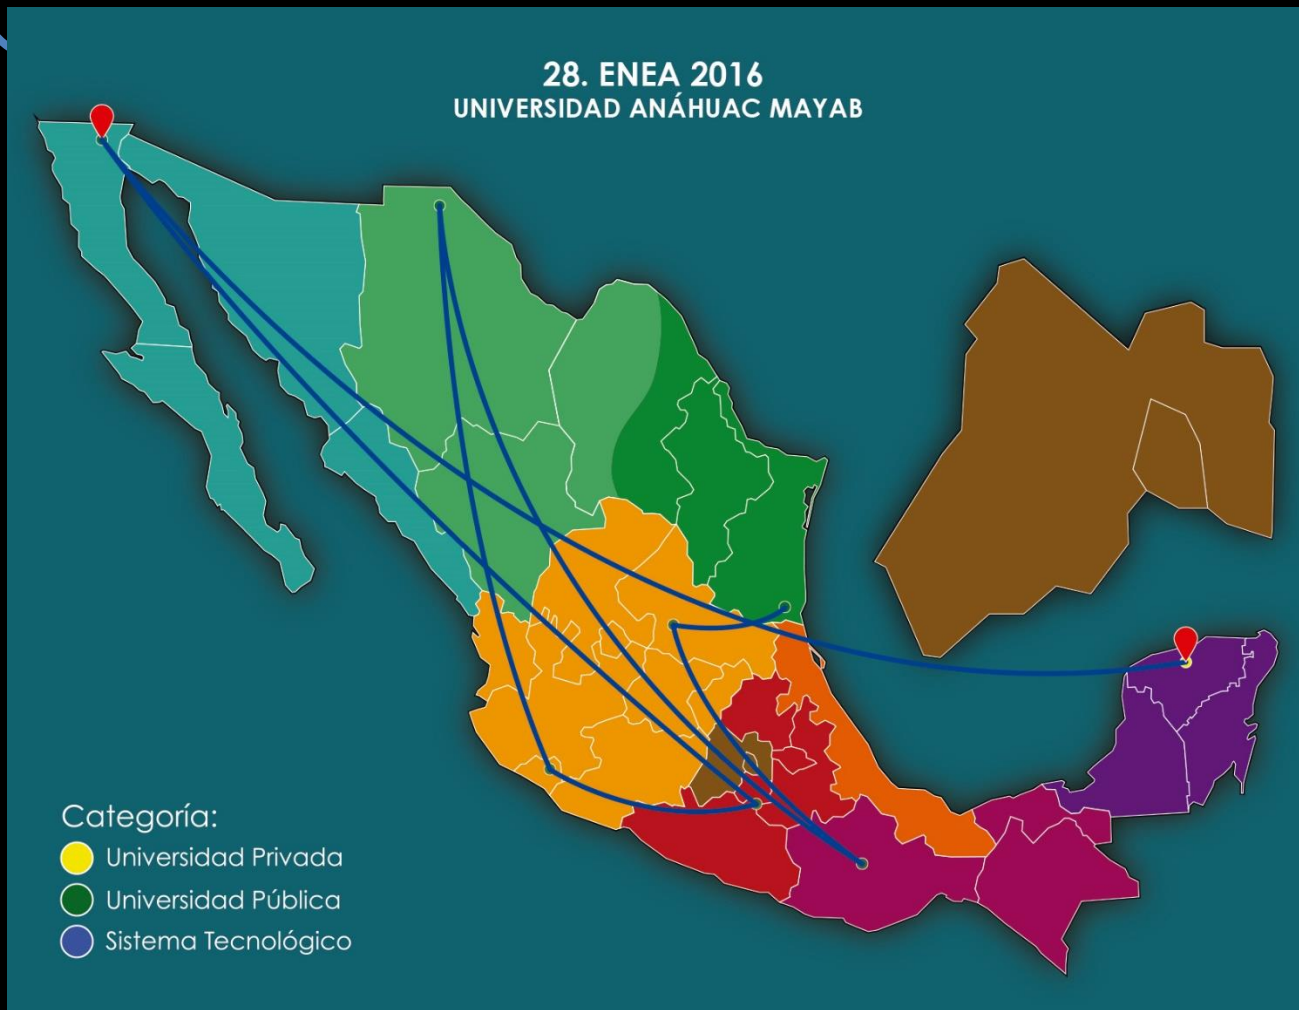 28. ENEA 2016
UNIVERSIDAD ANÁHUAC MAYAB
Categoría:
Universidad Privada
Universidad Pública
Sistema Tecnológico